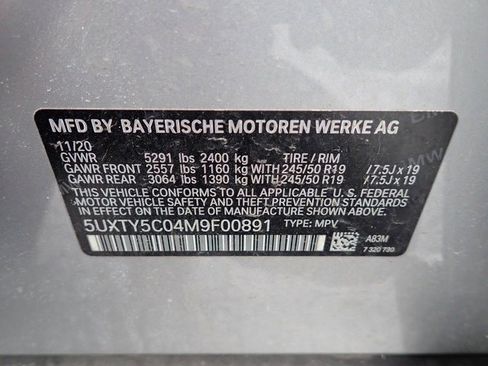 MFD BY BAYERISCHE MOTOREN WERKE AG
11/20
GVWR 5291 lbs 2400 kg TIRE / RIM
GAWR FRONT 2557 lbs 1160 kg WITH 245/50 R19 /7.5J x 19
GAWR REAR 3064 lbs 1390 kg WITH 245/50 R19 /7.5J x 19
THIS VEHICLE CONFORMS TO ALL APPLICABLE U. S. FEDERAL
MOTOR VEHICLE SAFETY AND THEFT PREVENTION STANDARDS
IN EFFECT ON THE DATE OF MANUFACTURE SHOWN ABOVE.
5UXTY5C04M9F00891 TYPE: MPV
A83M
7 320 730